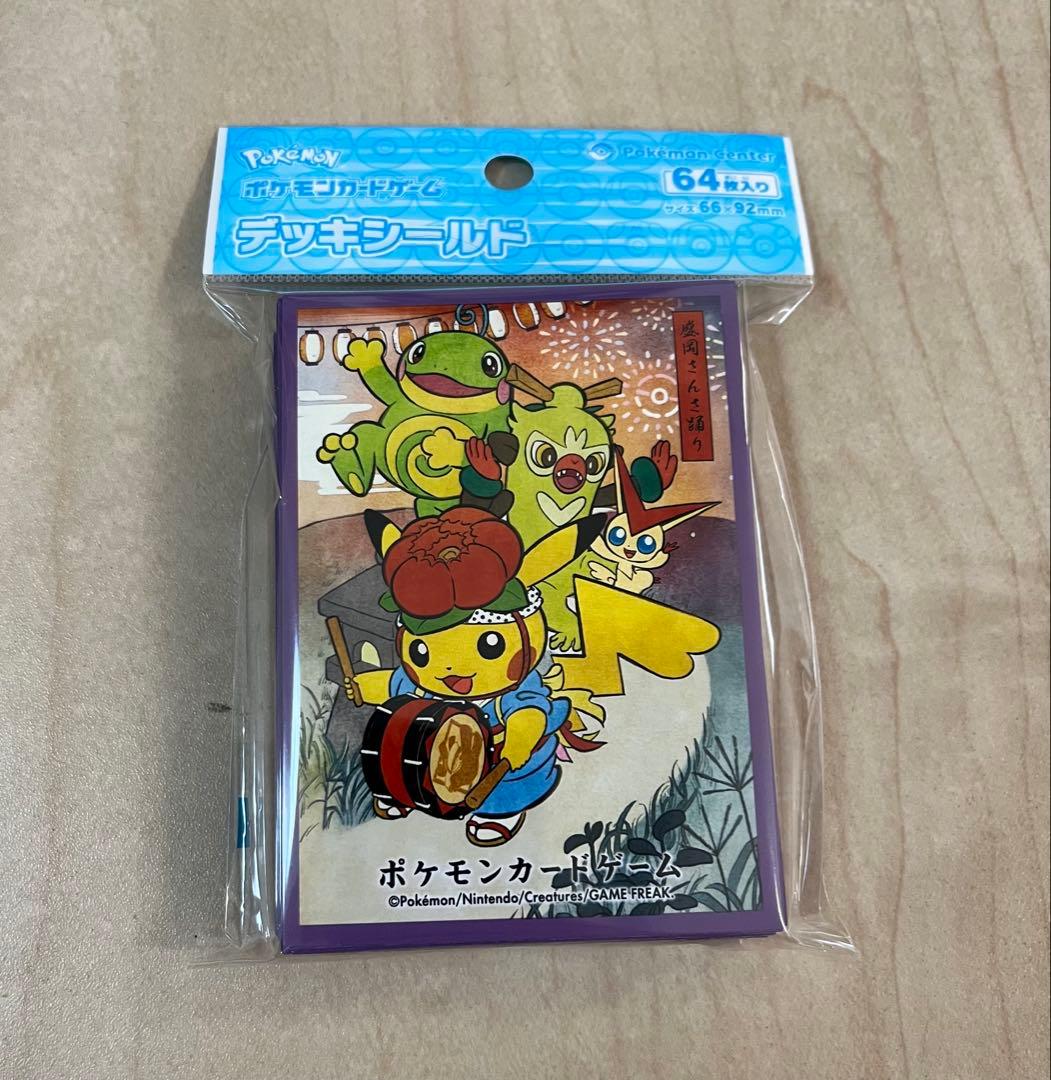 Pokémon
ポケモンカードゲーム
デッキシールド
Pokémon Center
64枚入り
サイズ 66×92mm
盛岡さんさ踊り
ポケモンカードゲーム
©Pokémon/Nintendo/Creatures/GAME FREAK.